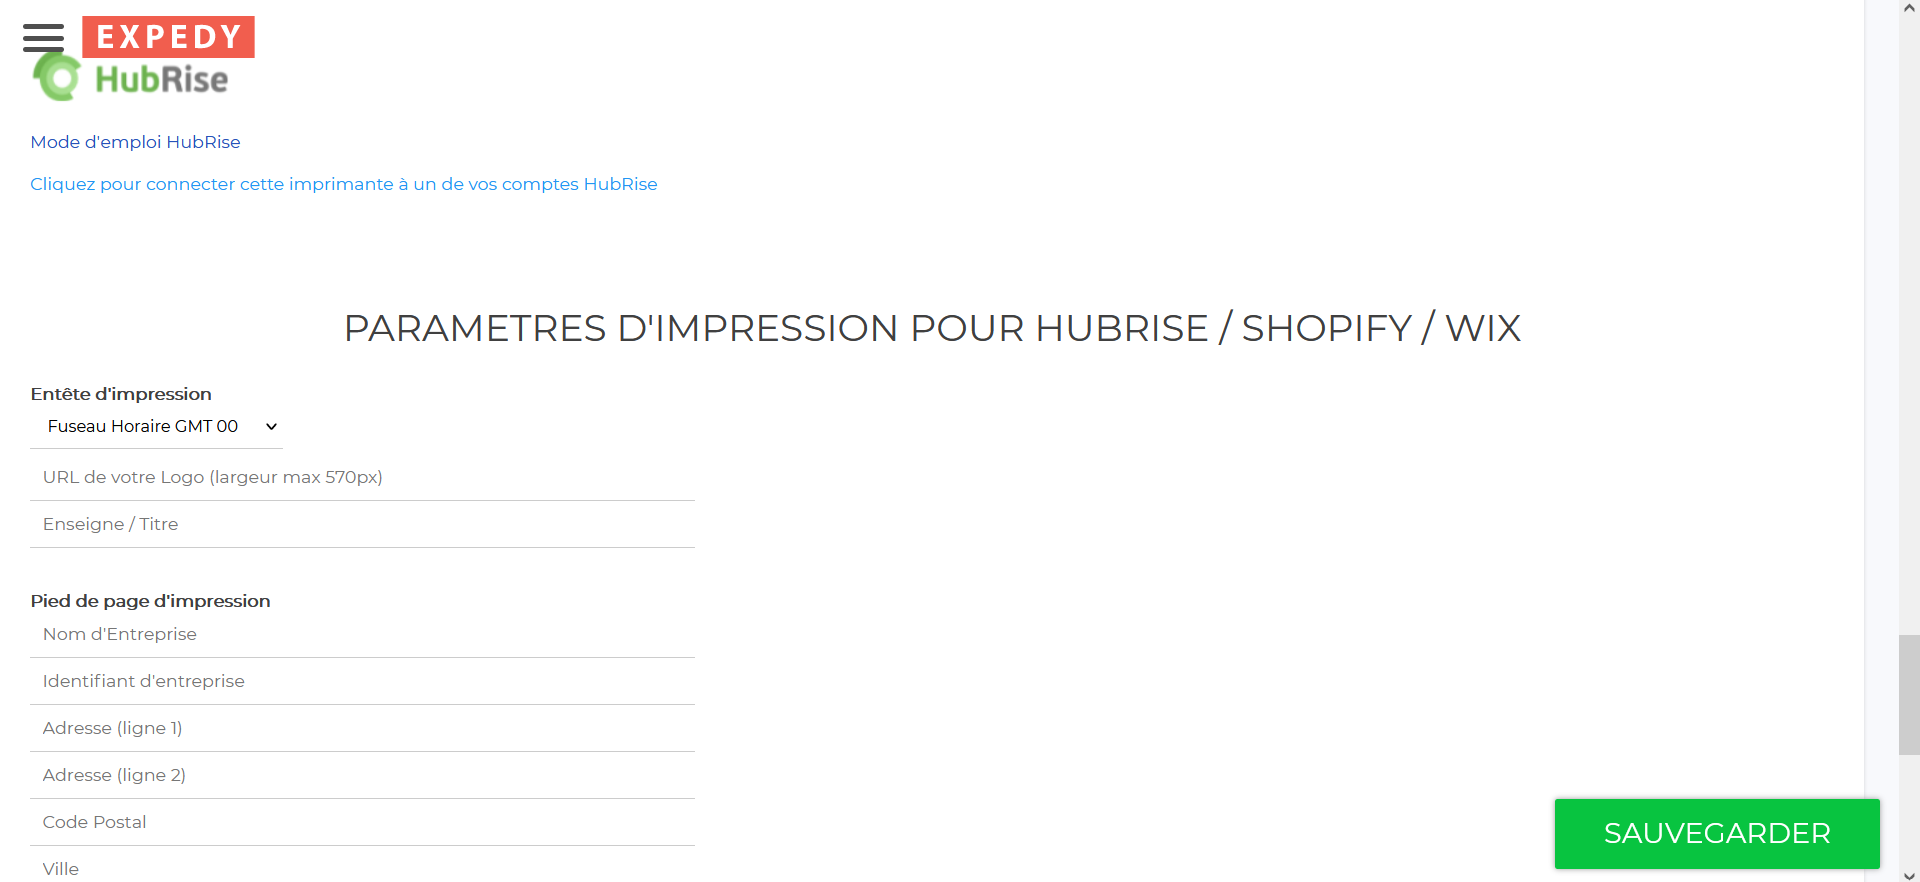 EXPEDY
HubRise
Mode d'emploi HubRise
Cliquez pour connecter cette imprimante à un de vos comptes HubRise
PARAMETRES D'IMPRESSION POUR HUBRISE / SHOPIFY / WIX
Entête d'impression
Fuseau Horaire GMT 00
URL de votre Logo (largeur max 570px)
Enseigne / Titre
Pied de page d'impression
Nom d'Entreprise
Identifiant d'entreprise
Adresse (ligne 1)
Adresse (ligne 2)
Code Postal
Ville
SAUVEGARDER